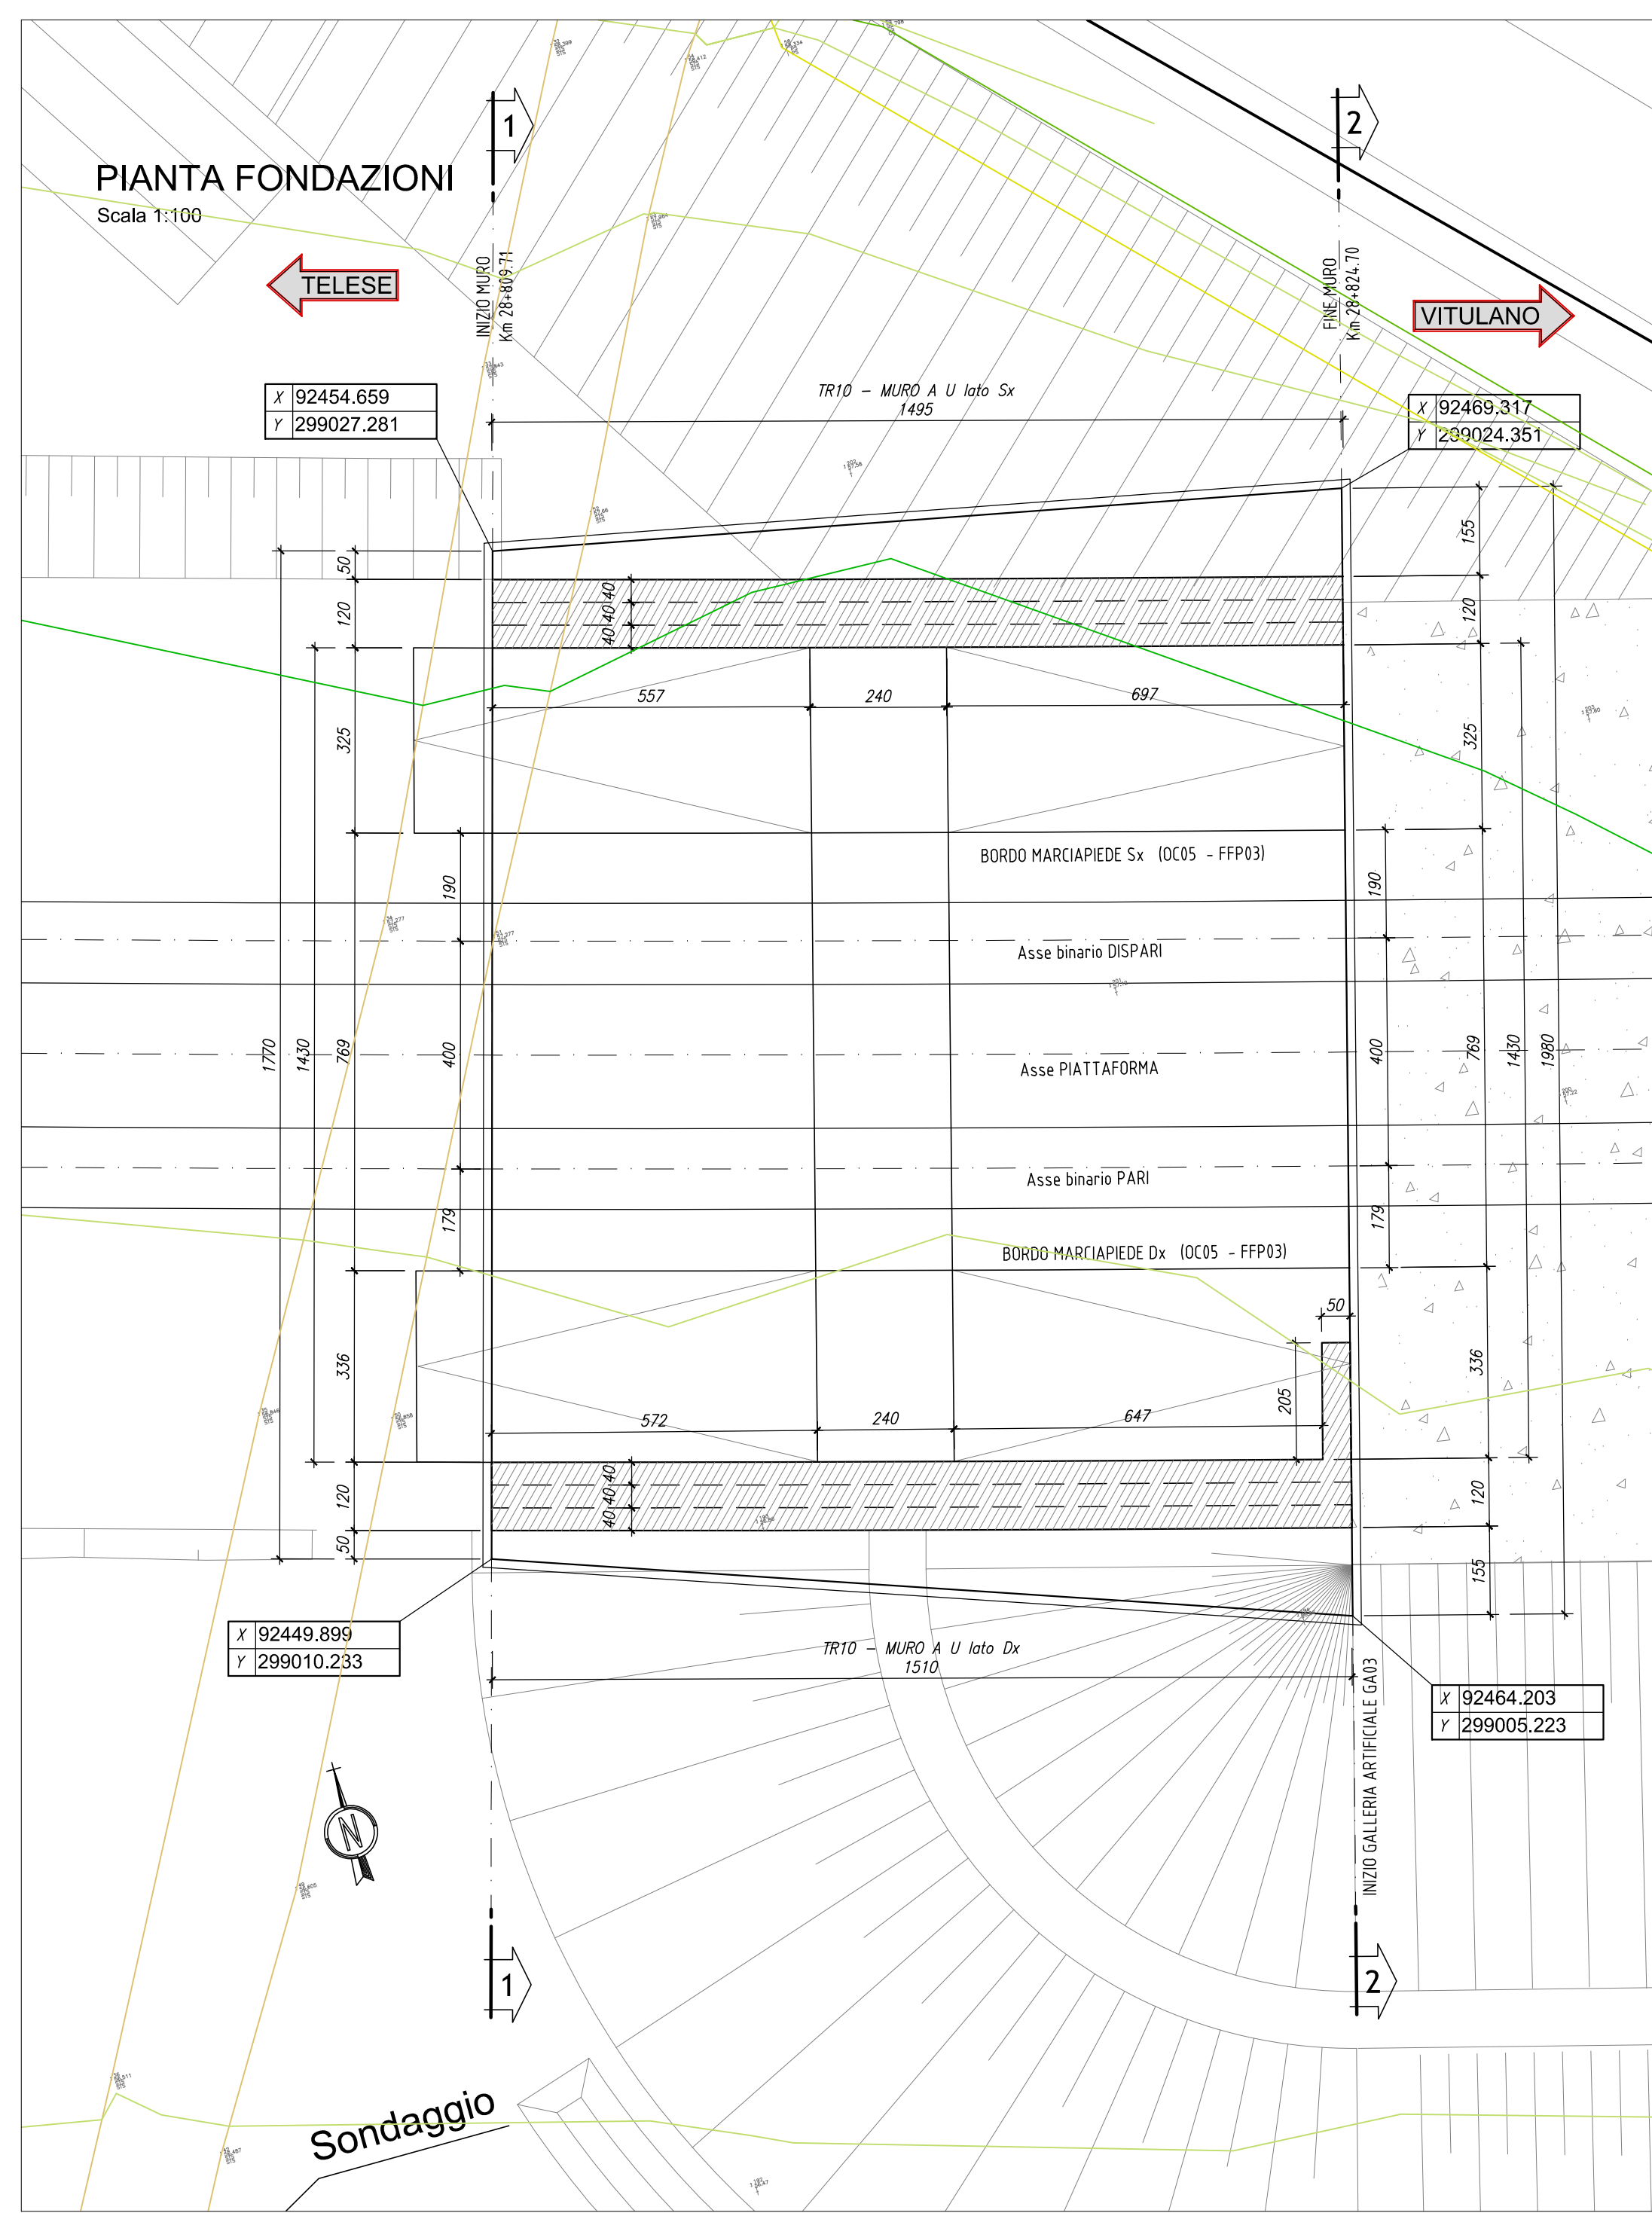 1
2
PIANTA FONDAZIONI
Scala 1:100
TELESE
INIZIO MURO
Km 28+809.71
FINE MURO
Km 28+824.70
VITULANO
X 92454.659
Y 299027.281
TR10 - MURO A U lato Sx
1495
X 92469.317
Y 299024.351
50
120
325
769
336
120
50
1770
1430
190
400
179
40 40 40
557
240
697
155
120
325
769
336
120
155
1430
1980
190
400
179
BORDO MARCIAPIEDE Sx (OC05 - FFP03)
Asse binario DISPARI
Asse PIATTAFORMA
Asse binario PARI
BORDO MARCIAPIEDE Dx (OC05 - FFP03)
50
205
572
240
647
40 40 40
X 92449.899
Y 299010.233
TR10 - MURO A U lato Dx
1510
X 92464.203
Y 299005.223
INIZIO GALLERIA ARTIFICIALE GA03
N
1
2
Sondaggio